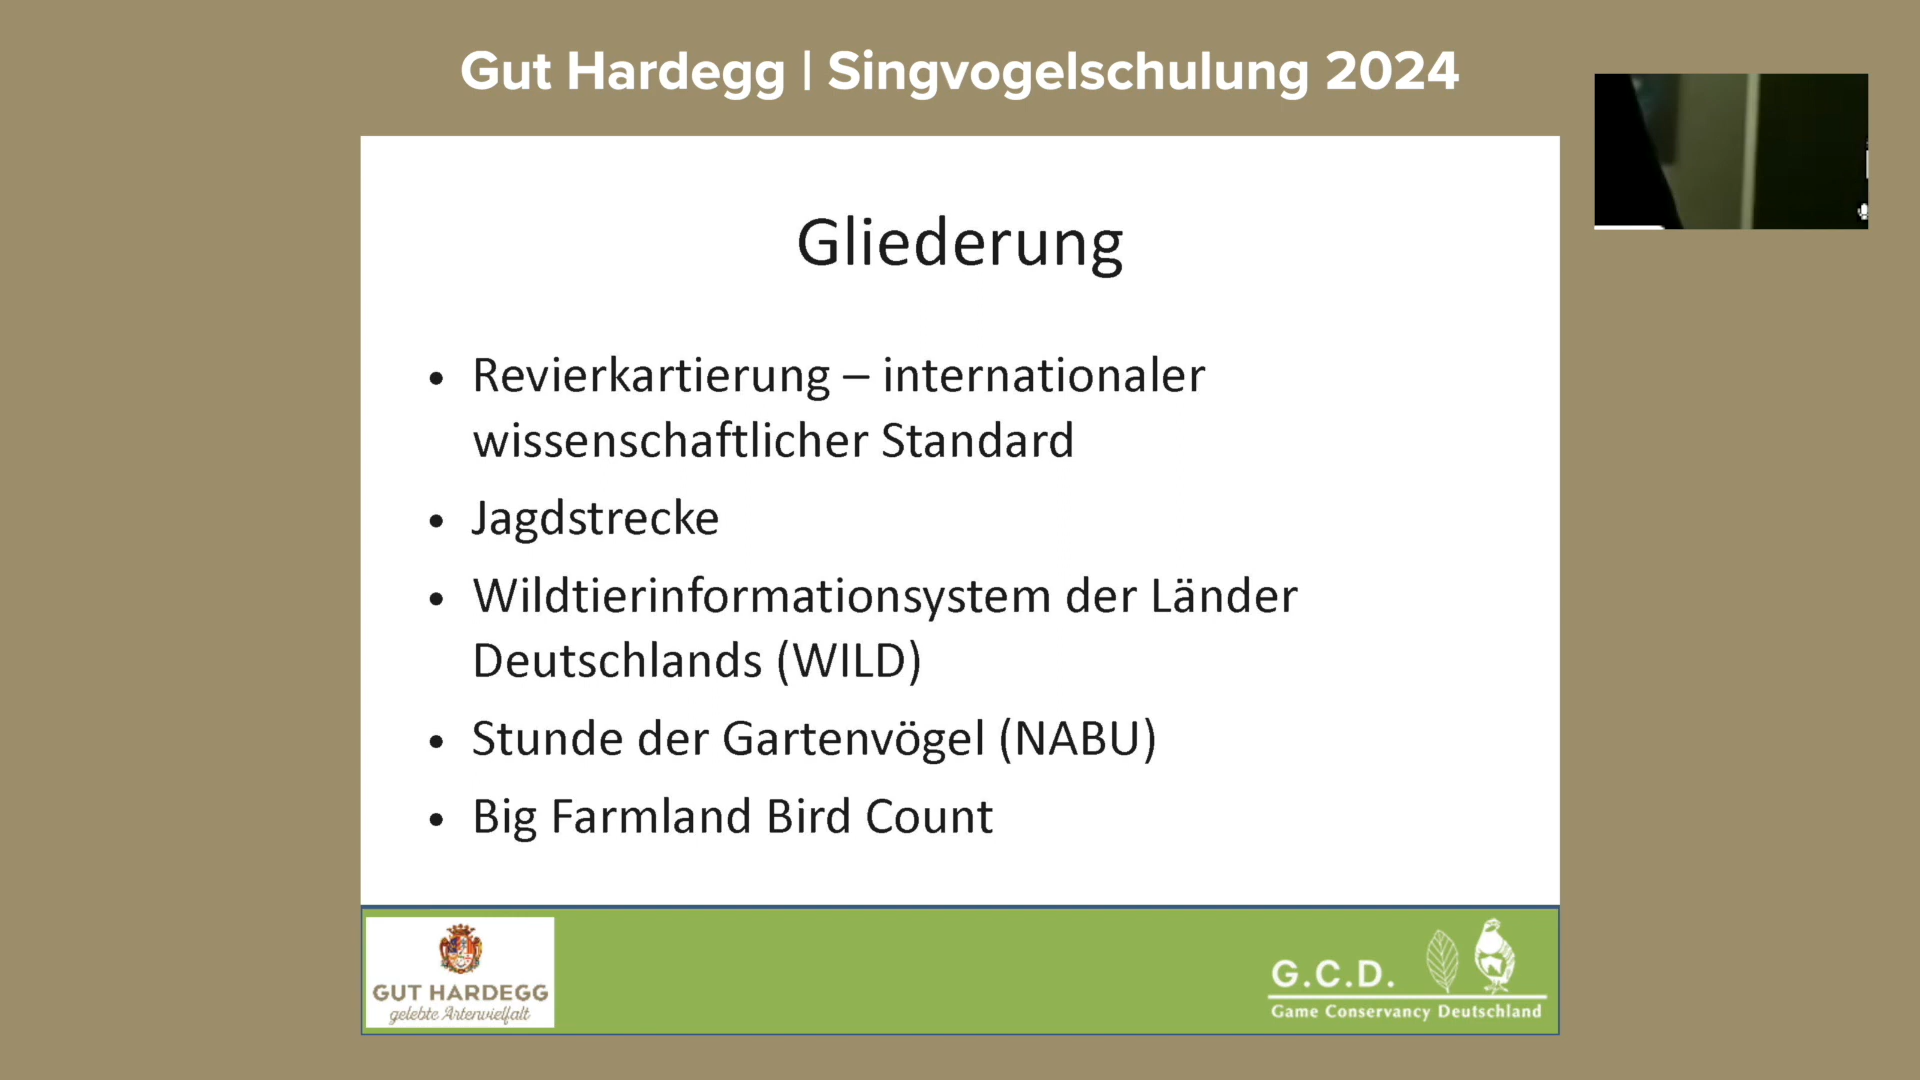 Gut Hardegg | Singvogelschulung 2024
Gliederung
• Revierkartierung – internationaler
wissenschaftlicher Standard
• Jagdstrecke
• Wildtierinformationsystem der Länder
Deutschlands (WILD)
• Stunde der Gartenvögel (NABU)
• Big Farmland Bird Count
GUT HARDEGG
gelebte Artenvielfalt
G.C.D.
Game Conservancy Deutschland